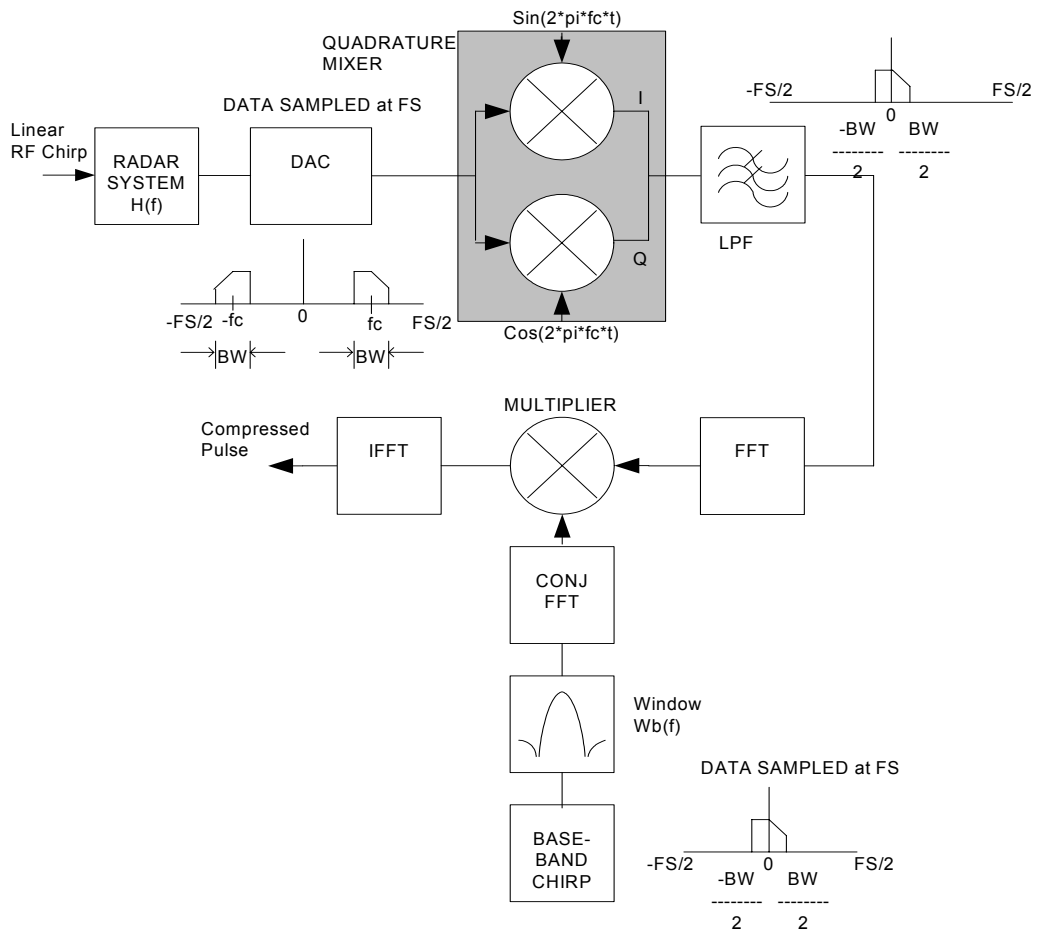 Sin(2*pi*fc*t)
QUADRATURE
MIXER
I
-FS/2
0
FS/2
-BW
--------
2
BW
--------
2
DATA SAMPLED at FS
Linear
RF Chirp
RADAR
SYSTEM
H(f)
DAC
LPF
Q
-FS/2
-fc
0
fc
FS/2
BW
BW
Cos(2*pi*fc*t)
MULTIPLIER
Compressed
Pulse
IFFT
FFT
CONJ
FFT
Window
Wb(f)
DATA SAMPLED at FS
BASE-
BAND
CHIRP
-FS/2
0
FS/2
-BW
--------
2
BW
--------
2